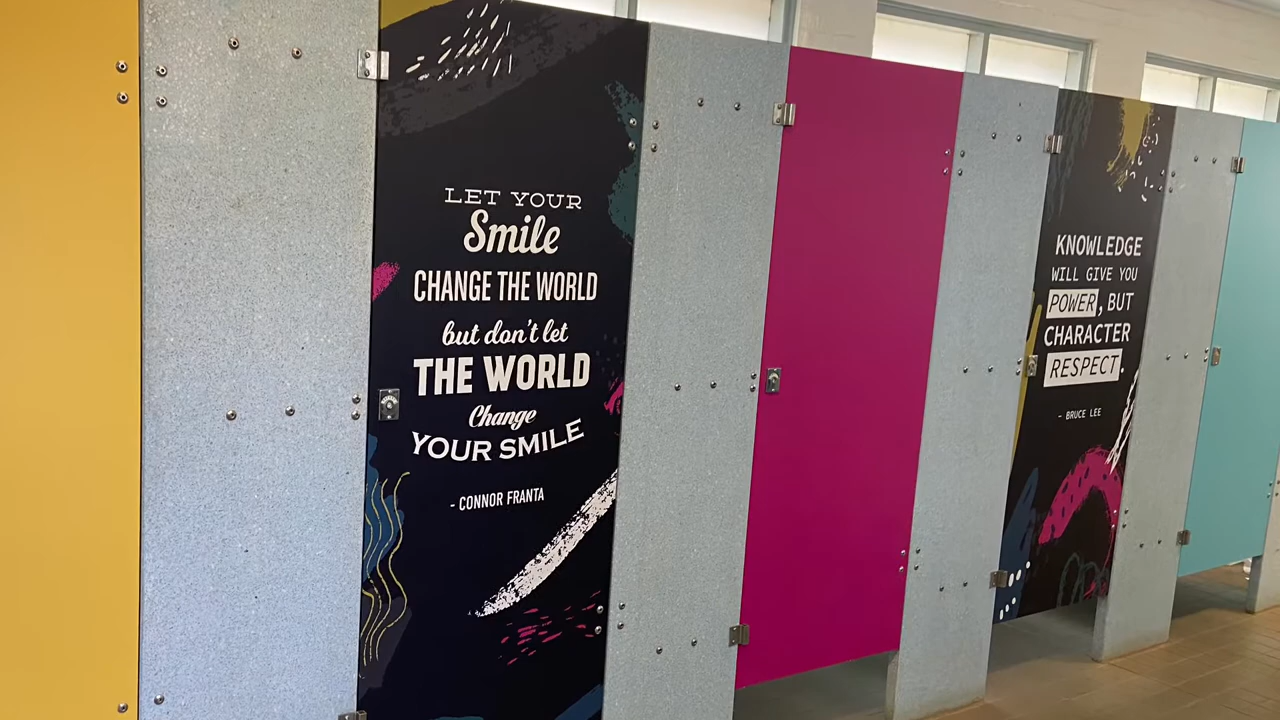 LET YOUR
Smile
CHANGE THE WORLD
but don't let
THE WORLD
Change
YOUR SMILE
- CONNOR FRANTA
KNOWLEDGE
WILL GIVE YOU
POWER, BUT
CHARACTER
RESPECT.
- BRUCE LEE